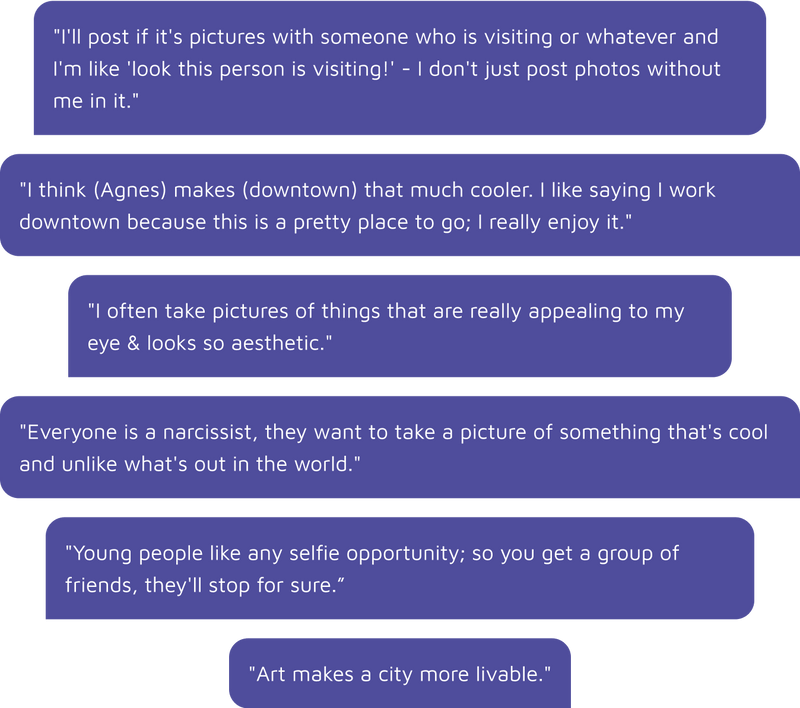 "I'll post if it's pictures with someone who is visiting or whatever and
I'm like 'look this person is visiting!' - I don't just post photos without
me in it."
"I think (Agnes) makes (downtown) that much cooler. I like saying I work
downtown because this is a pretty place to go; I really enjoy it."
"I often take pictures of things that are really appealing to my
eye & looks so aesthetic."
"Everyone is a narcissist, they want to take a picture of something that's cool
and unlike what's out in the world."
"Young people like any selfie opportunity; so you get a group of
friends, they'll stop for sure.”
"Art makes a city more livable."